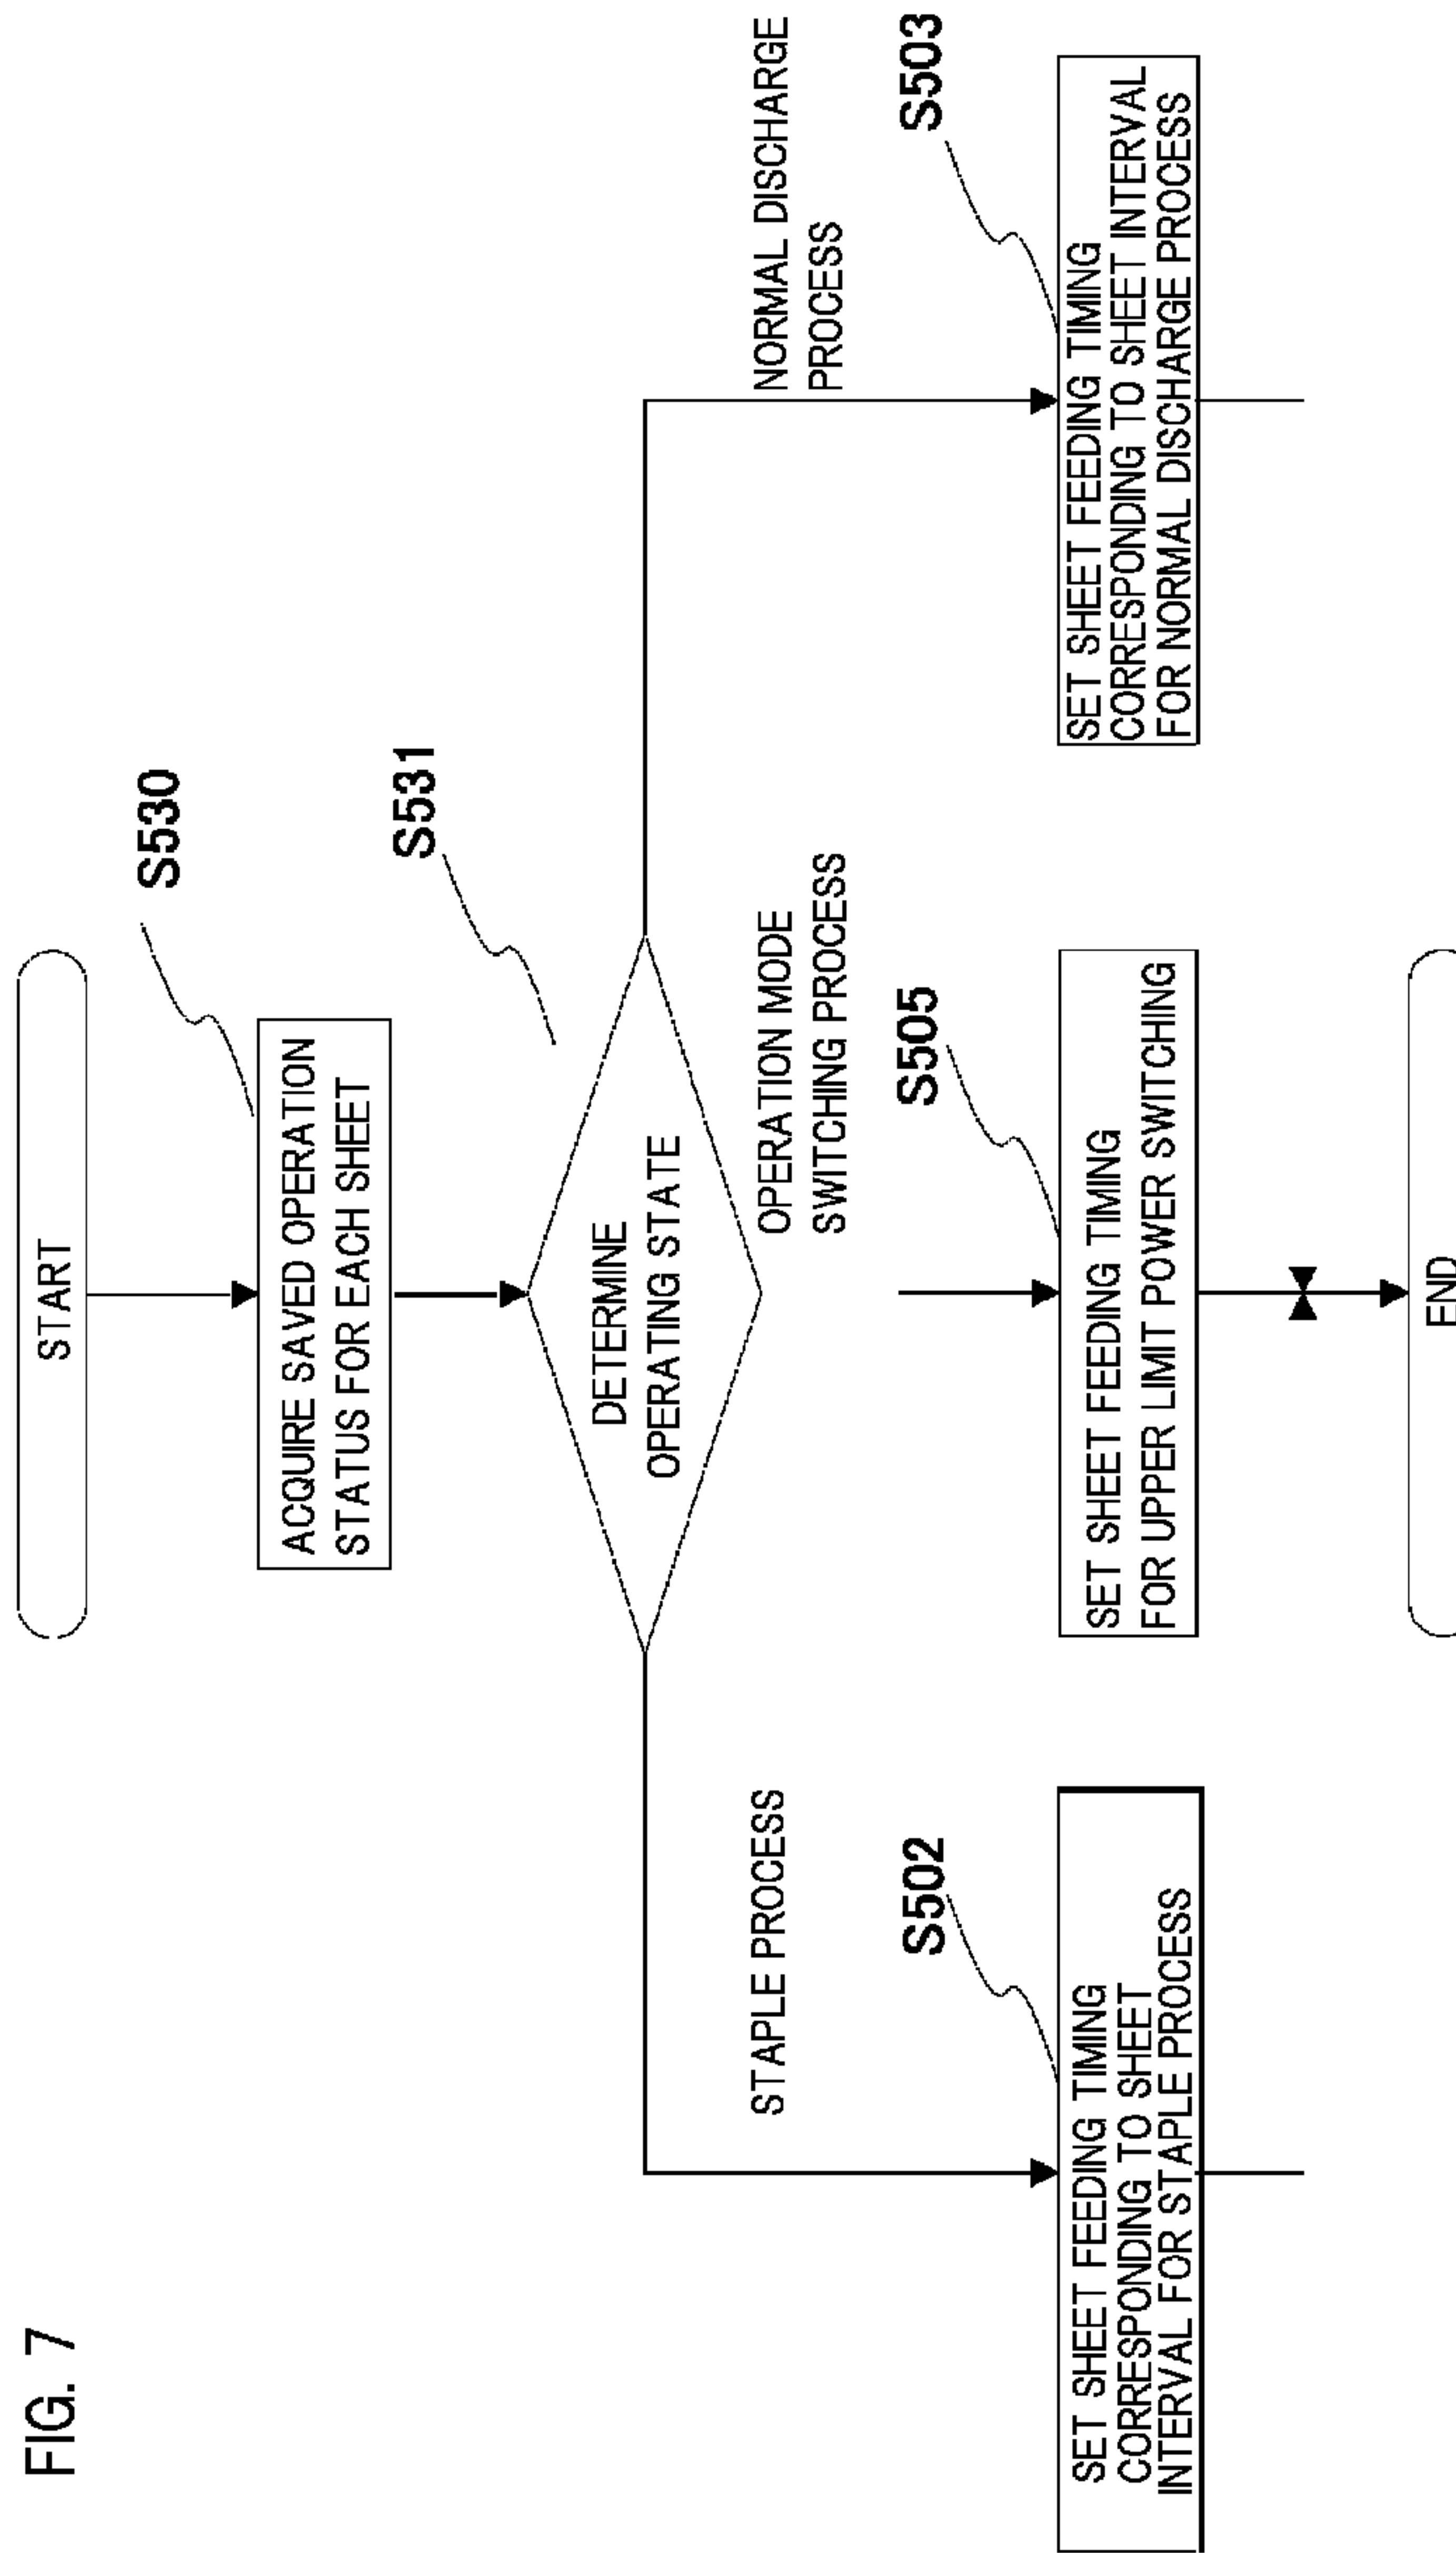 FIG. 7
START
S530
ACQUIRE SAVED OPERATION
STATUS FOR EACH SHEET
S531
DETERMINE
OPERATING STATE
STAPLE PROCESS
OPERATION MODE
SWITCHING PROCESS
NORMAL DISCHARGE
PROCESS
S502
SET SHEET FEEDING TIMING
CORRESPONDING TO SHEET
INTERVAL FOR STAPLE PROCESS
S505
SET SHEET FEEDING TIMING
FOR UPPER LIMIT POWER SWITCHING
S503
SET SHEET FEEDING TIMING
CORRESPONDING TO SHEET INTERVAL
FOR NORMAL DISCHARGE PROCESS
END